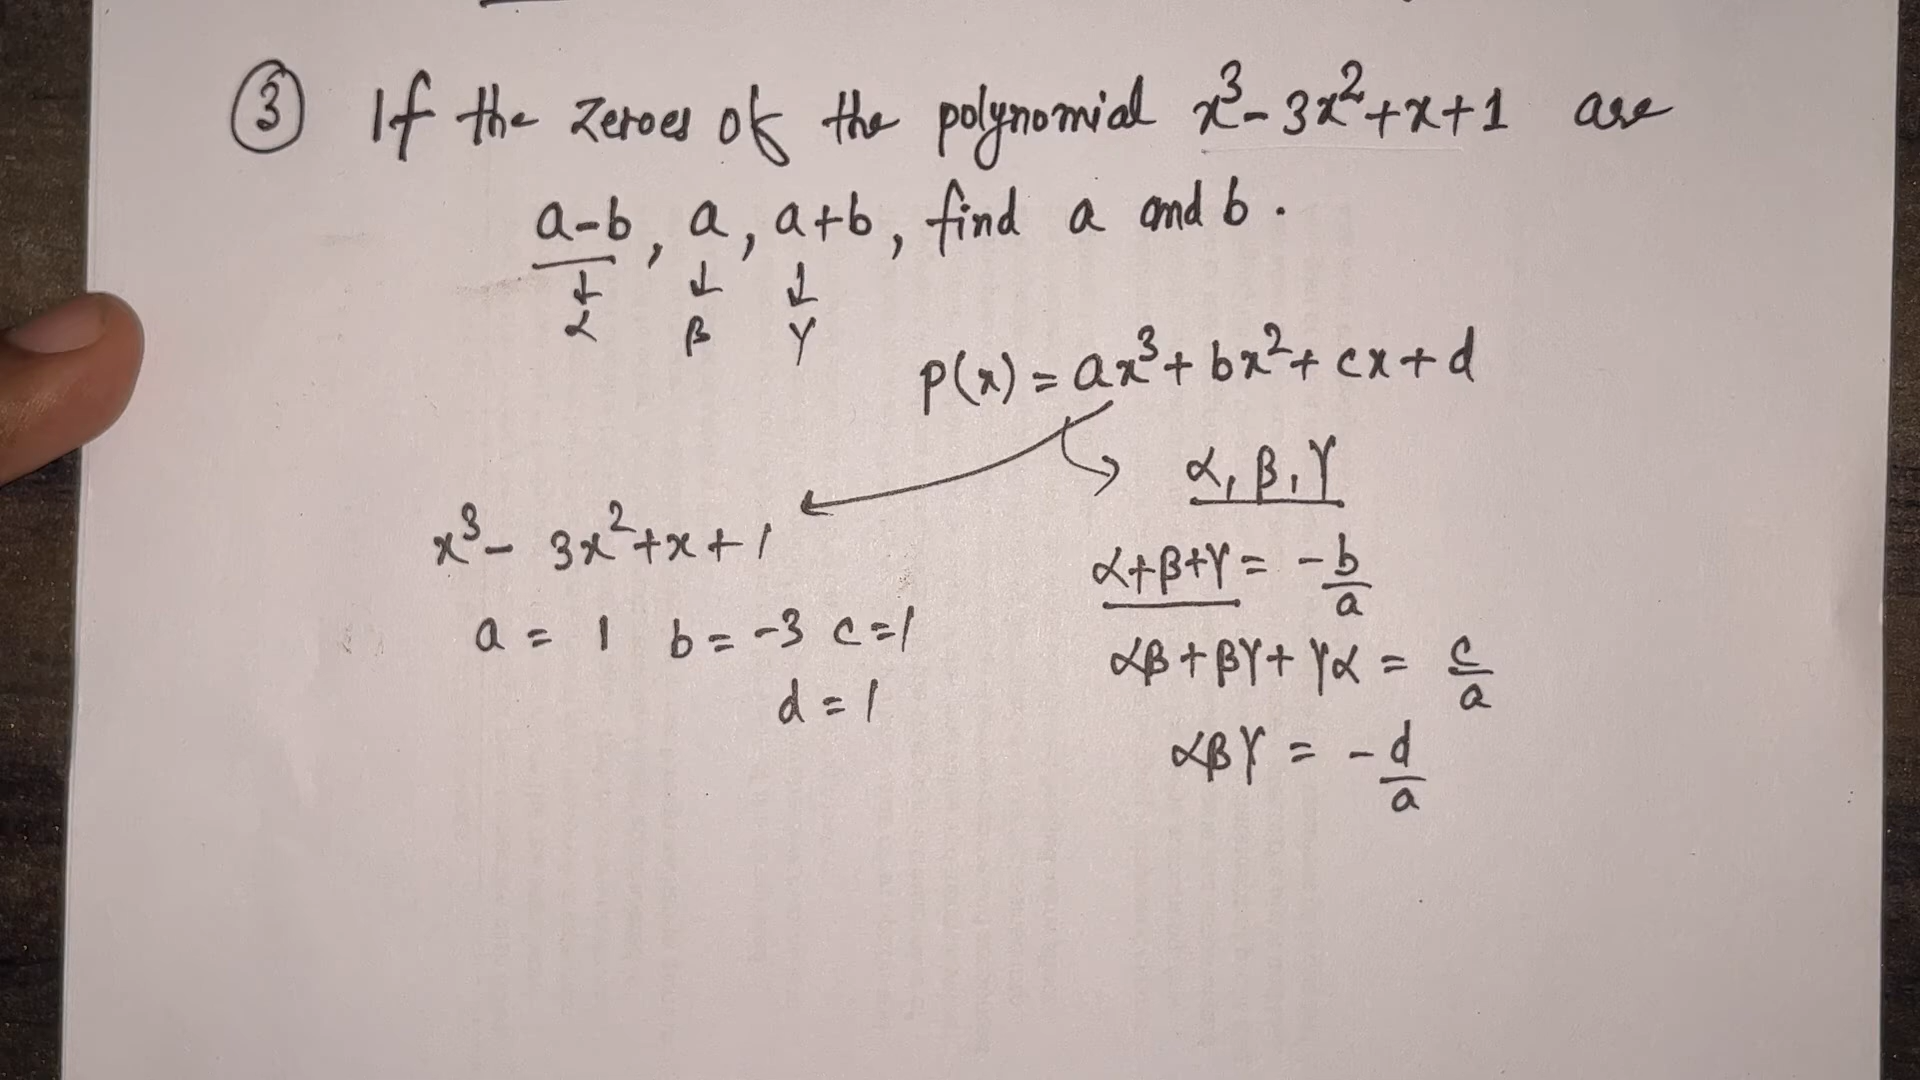 ③ If the zeroes of the polynomial x³-3x²+x+1 are
a-b, a, a+b, find a and b.
↓ ↓ ↓
α β γ
P(x) = ax³+bx²+cx+d
α, β, γ
x³- 3x²+x+1
α+β+γ = -b/a
a = 1 b = -3 c=1
αβ+βγ+γα = c/a
d = 1
αβγ = -d/a